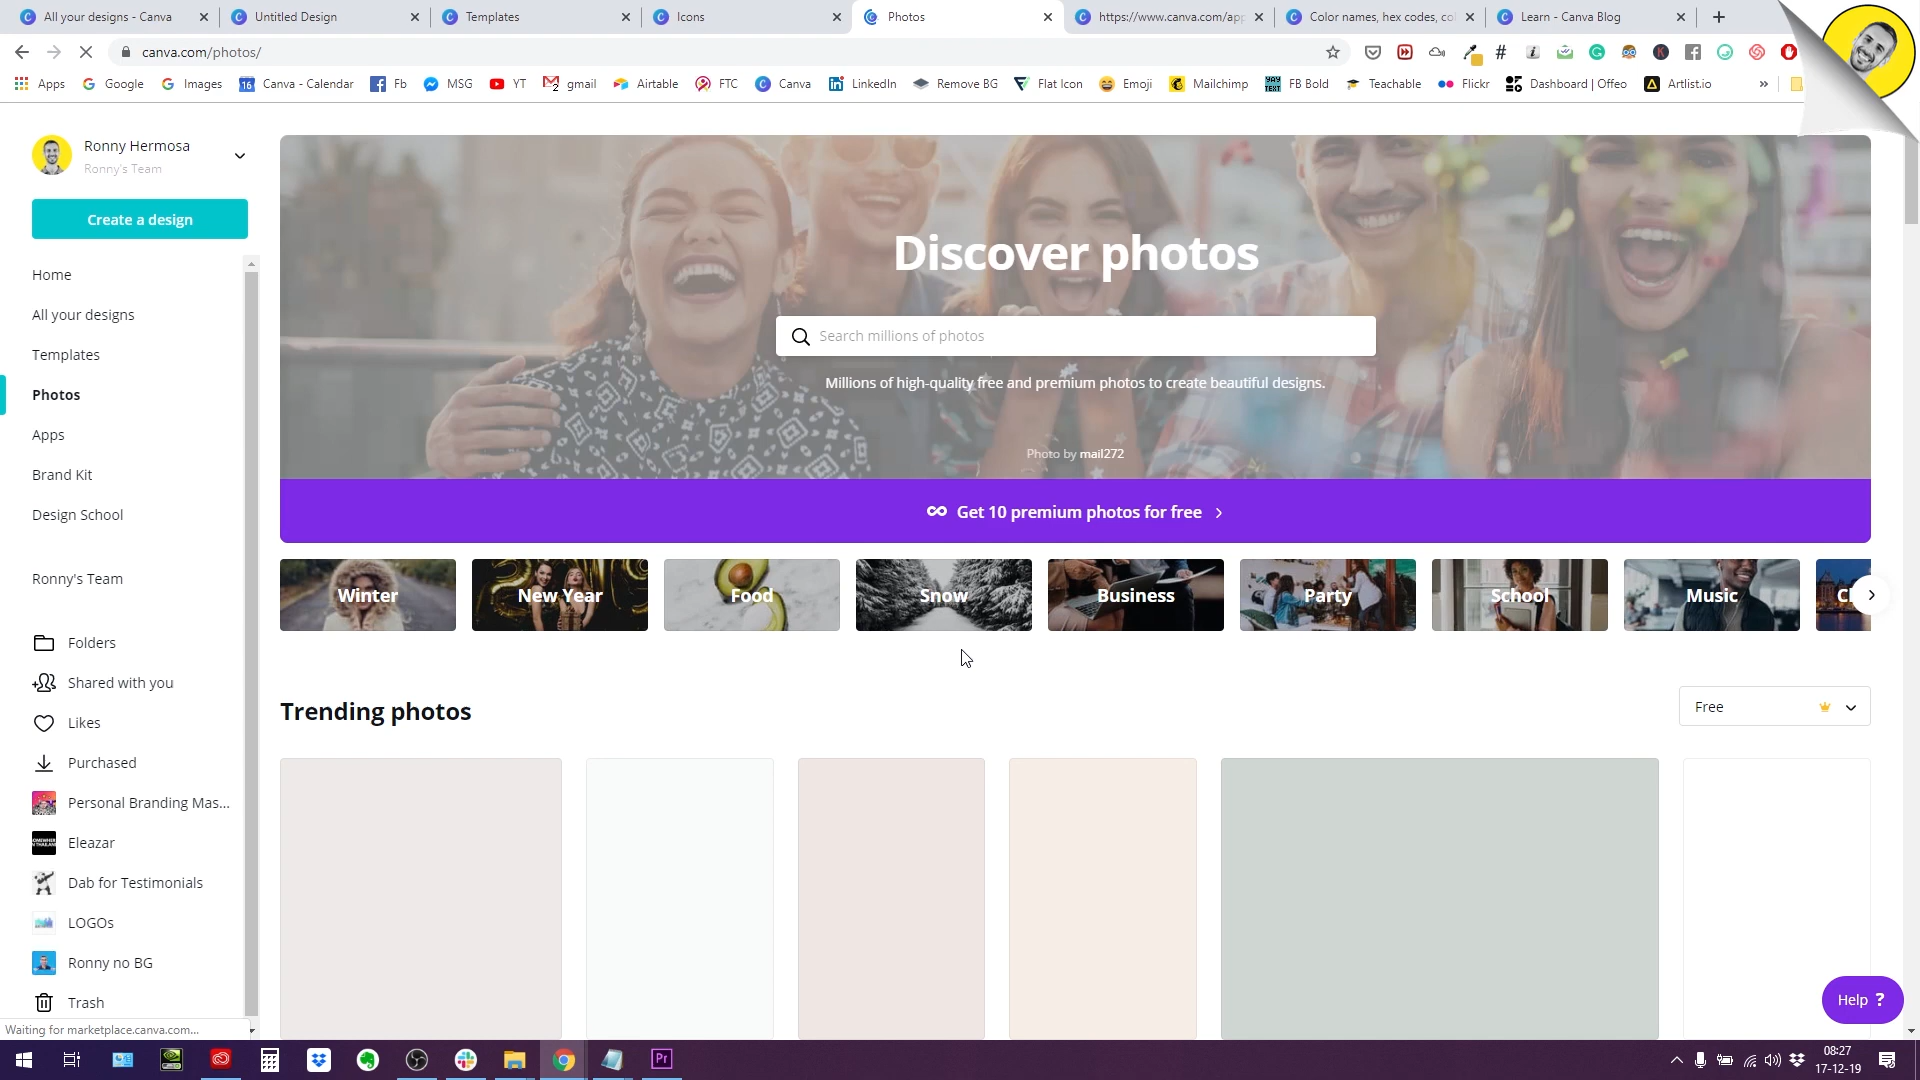 All your designs - Canva
Untitled Design
Templates
Icons
Photos
https://www.canva.com/app
Color names, hex codes, co
Learn - Canva Blog
canva.com/photos/
Apps
Google
Images
16
Canva - Calendar
Fb
MSG
YT
gmail
Airtable
FTC
Canva
LinkedIn
Remove BG
Flat Icon
Emoji
Mailchimp
FB Bold
Teachable
Flickr
Dashboard | Offeo
Artlist.io
Ronny Hermosa
Ronny's Team
Create a design
Home
All your designs
Templates
Photos
Apps
Brand Kit
Design School
Ronny's Team
Folders
Shared with you
Likes
Purchased
Personal Branding Mas...
Eleazar
Dab for Testimonials
LOGOs
Ronny no BG
Trash
Waiting for marketplace.canva.com...
Discover photos
Search millions of photos
Millions of high-quality free and premium photos to create beautiful designs.
Photo by mail272
Get 10 premium photos for free
Winter
New Year
Food
Snow
Business
Party
School
Music
Trending photos
Free
Help ?
Pr
08:27
17-12-19